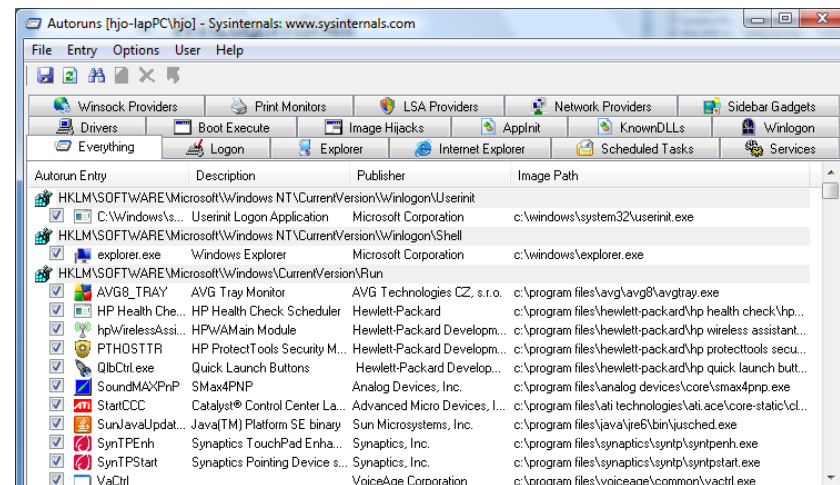 Autoruns [hjo-lapPC\hjo] - Sysinternals: www.sysinternals.com
File Entry Options User Help
Winsock Providers Print Monitors LSA Providers Network Providers Sidebar Gadgets
Drivers Boot Execute Image Hijacks AppInit KnownDLLs Winlogon
Everything Logon Explorer Internet Explorer Scheduled Tasks Services
Autorun Entry Description Publisher Image Path
HKLM\SOFTWARE\Microsoft\Windows NT\CurrentVersion\Winlogon\Userinit
C:\Windows\s... Userinit Logon Application Microsoft Corporation c:\windows\system32\userinit.exe
HKLM\SOFTWARE\Microsoft\Windows NT\CurrentVersion\Winlogon\Shell
explorer.exe Windows Explorer Microsoft Corporation c:\windows\explorer.exe
HKLM\SOFTWARE\Microsoft\Windows\CurrentVersion\Run
AVG8_TRAY AVG Tray Monitor AVG Technologies CZ, s.r.o. c:\program files\avg\avg8\avgtray.exe
HP Health Che... HP Health Check Scheduler Hewlett-Packard c:\program files\hewlett-packard\hp health check\hp...
hpWirelessAssi... HPWAMain Module Hewlett-Packard Developm... c:\program files\hewlett-packard\hp wireless assistant...
PTHOSTTR HP ProtectTools Security M... Hewlett-Packard Developm... c:\program files\hewlett-packard\hp protecttools secu...
QlbCtrl.exe Quick Launch Buttons Hewlett-Packard Develop... c:\program files\hewlett-packard\hp quick launch butt...
SoundMAXPnP SMax4PNP Analog Devices, Inc. c:\program files\analog devices\core\smax4pnp.exe
ATI StartCCC Catalyst® Control Center La... Advanced Micro Devices, I... c:\program files\ati technologies\ati.ace\core-static\cl...
SunJavaUpdat... Java(TM) Platform SE binary Sun Microsystems, Inc. c:\program files\java\jre6\bin\jusched.exe
SynTPEnh Synaptics TouchPad Enha... Synaptics, Inc. c:\program files\synaptics\syntp\syntpenh.exe
SynTPStart Synaptics Pointing Device s... Synaptics, Inc. c:\program files\synaptics\syntp\syntpstart.exe
VaCtrl VoiceAge Corporation c:\program files\voiceage\common\vactrl.exe